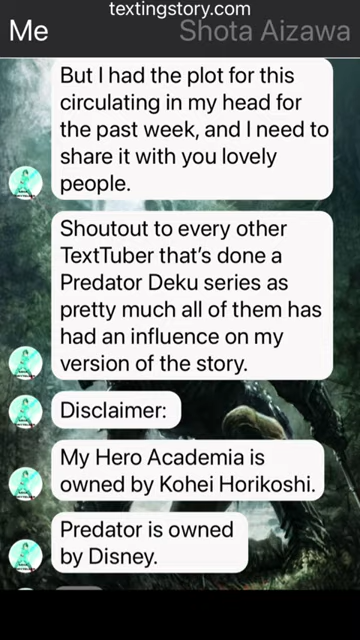 textingstory.com
Me
Shota Aizawa
But I had the plot for this
circulating in my head for
the past week, and I need to
share it with you lovely
people.
Shoutout to every other
TextTuber that's done a
Predator Deku series as
pretty much all of them has
had an influence on my
version of the story.
Disclaimer:
My Hero Academia is
owned by Kohei Horikoshi.
Predator is owned
by Disney.